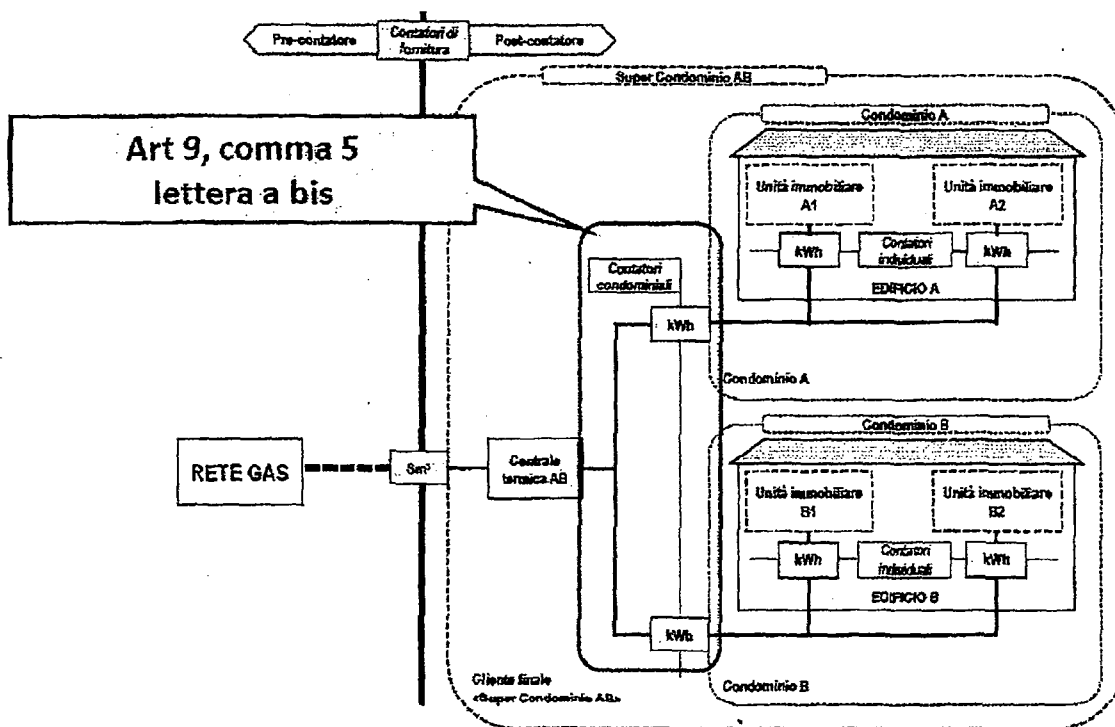 Pre-contatore
Contatori di
fornitura
Post-contatore
Super Condominio AB
Art 9, comma 5
lettera a bis
Condominio A
Unità immobiliare
A1
Unità immobiliare
A2
kWh
Contatori
individuali
kWh
EDIFICIO A
Contatori
condominiali
kWh
Condominio A
RETE GAS
Sm³
Centrale
termica AB
Condominio B
Unità immobiliare
B1
Unità immobiliare
B2
kWh
Contatori
individuali
kWh
EDIFICIO B
kWh
Cliente finale
«Super Condominio AB»
Condominio B